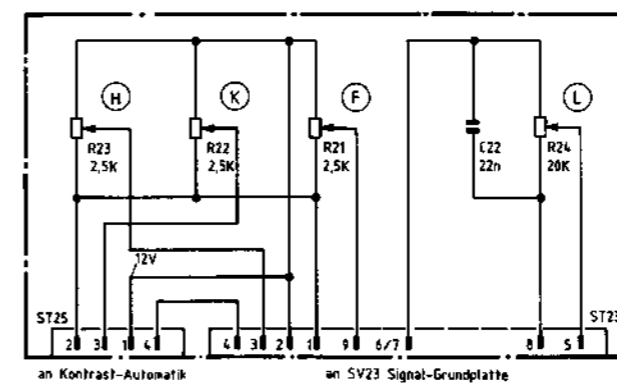 H K F L
R23 R22 R21 C22 R24
2,5K 2,5K 2,5K 22n 20K
12V
ST25 ST23
2 3 1 4 4 3 2 1 9 6/7 8 5
an Kontrast-Automatik an SV23 Signal-Grundplatte